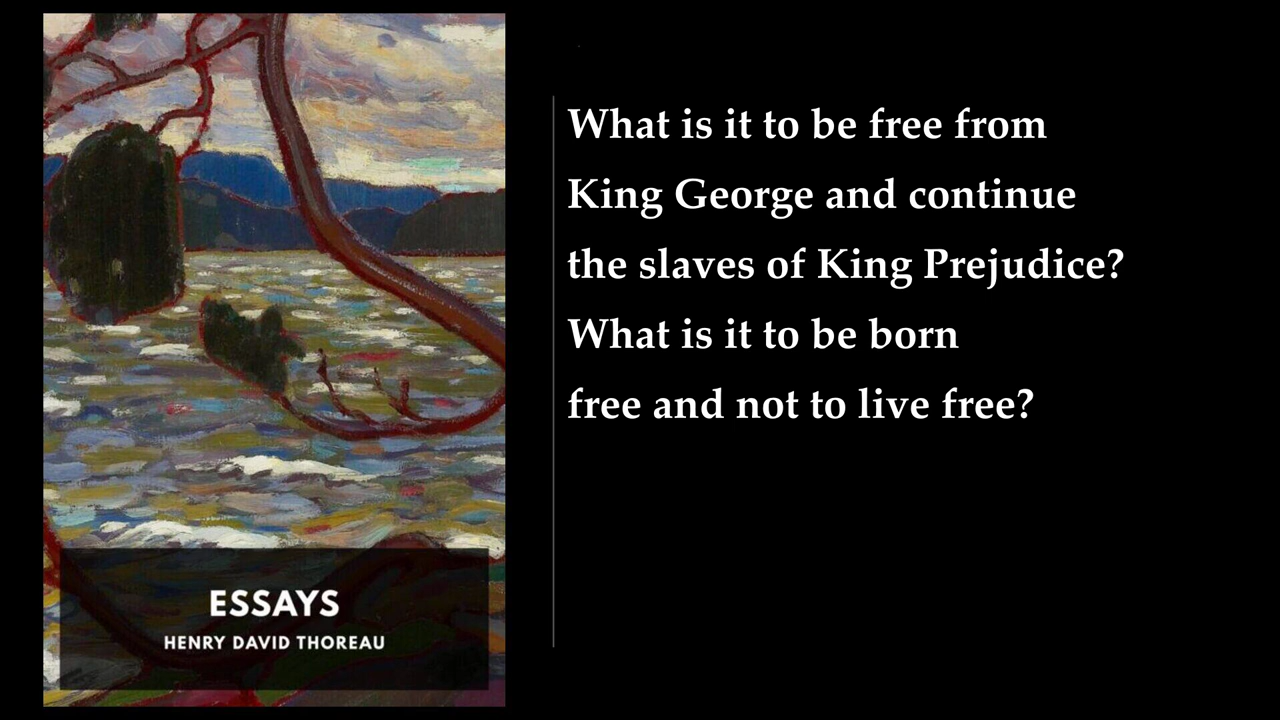 ESSAYS
HENRY DAVID THOREAU
What is it to be free from
King George and continue
the slaves of King Prejudice?
What is it to be born
free and not to live free?